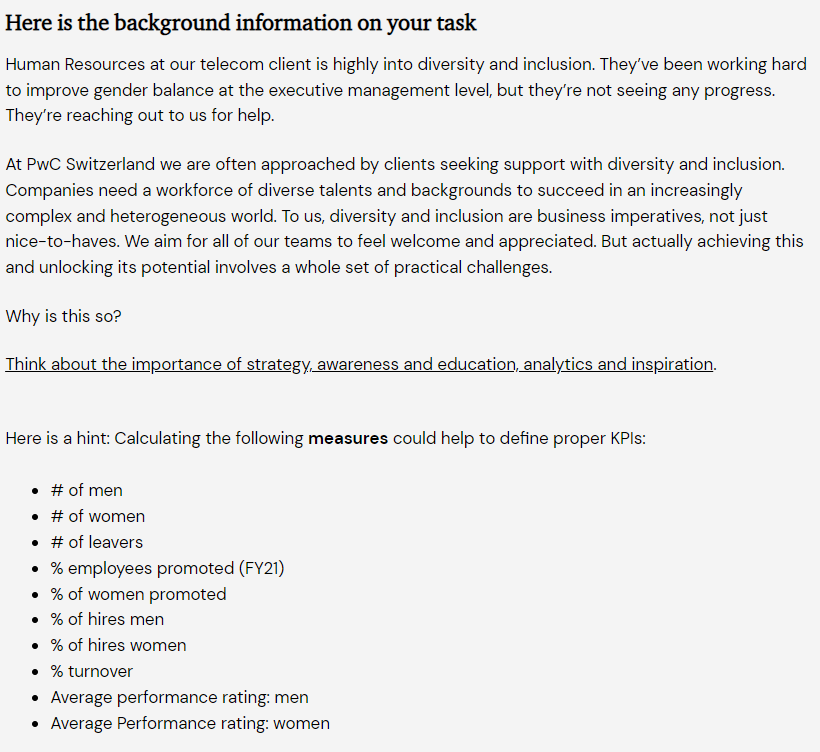 Here is the background information on your task
Human Resources at our telecom client is highly into diversity and inclusion. They’ve been working hard
to improve gender balance at the executive management level, but they’re not seeing any progress.
They’re reaching out to us for help.
At PwC Switzerland we are often approached by clients seeking support with diversity and inclusion.
Companies need a workforce of diverse talents and backgrounds to succeed in an increasingly
complex and heterogeneous world. To us, diversity and inclusion are business imperatives, not just
nice-to-haves. We aim for all of our teams to feel welcome and appreciated. But actually achieving this
and unlocking its potential involves a whole set of practical challenges.
Why is this so?
Think about the importance of strategy, awareness and education, analytics and inspiration.
Here is a hint: Calculating the following measures could help to define proper KPIs:
• # of men
• # of women
• # of leavers
• % employees promoted (FY21)
• % of women promoted
• % of hires men
• % of hires women
• % turnover
• Average performance rating: men
• Average Performance rating: women